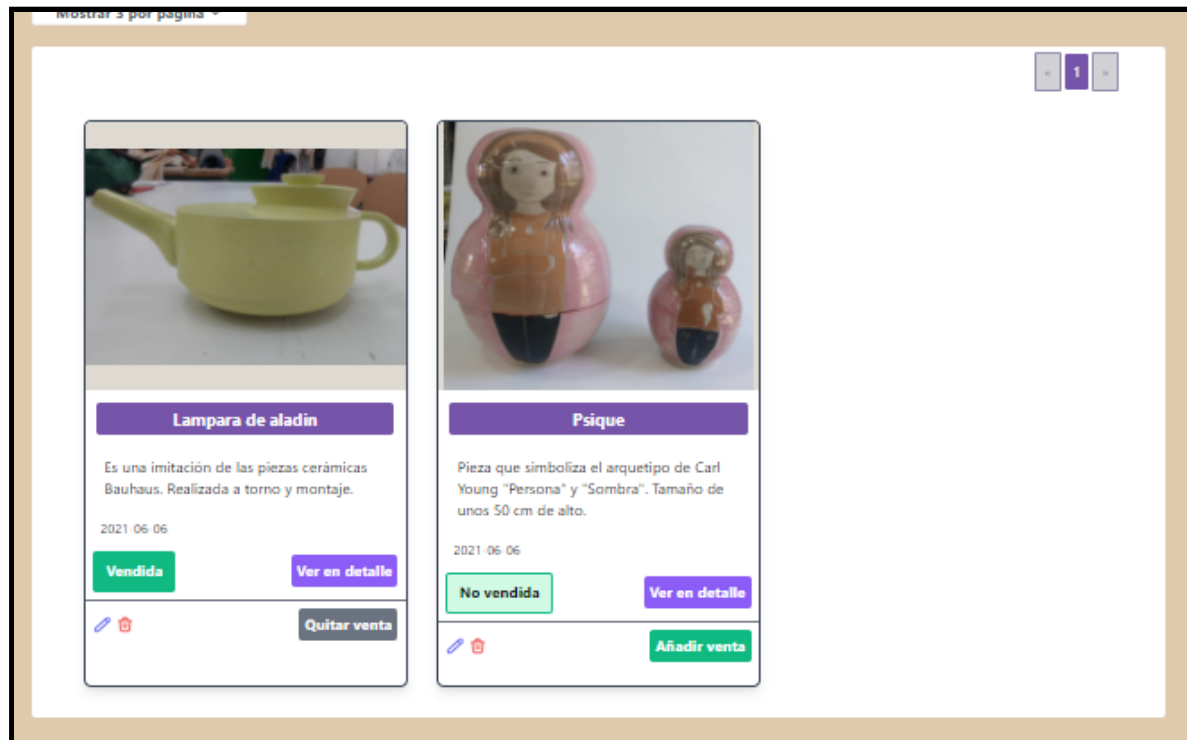 Mostrar 3 por página
«
1
»
Lampara de aladin
Es una imitación de las piezas cerámicas
Bauhaus. Realizada a torno y montaje.
2021-06-06
Vendida
Ver en detalle
Quitar venta
Psique
Pieza que simboliza el arquetipo de Carl
Young "Persona" y "Sombra". Tamaño de
unos 50 cm de alto.
2021-06-06
No vendida
Ver en detalle
Añadir venta